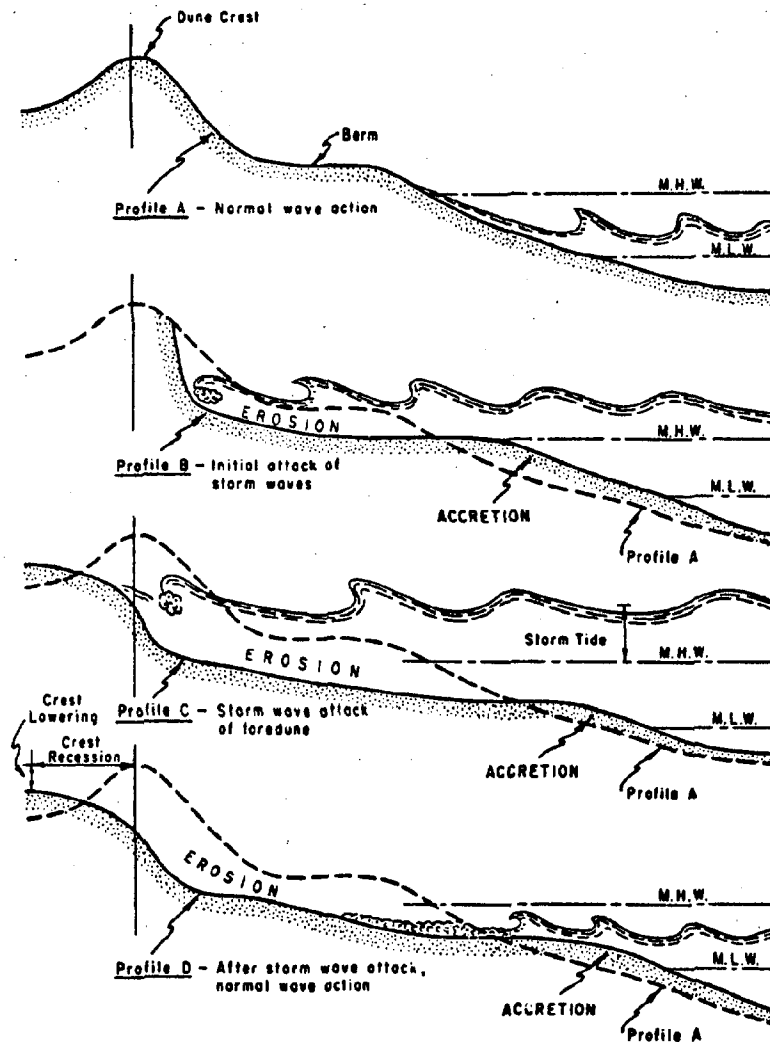 Dune Crest
Berm
M.H.W.
Profile A – Normal wave action
M.L.W.
EROSION
M.H.W.
Profile B – Initial attack of
storm waves
M.L.W.
ACCRETION
Profile A
Storm Tide
EROSION
M.H.W.
Crest
Lowering
Profile C – Storm wave attack
of foredune
M.L.W.
Crest
Recession
ACCRETION
Profile A
EROSION
M.H.W.
Profile D – After storm wave attack,
normal wave action
M.L.W.
ACCRETION
Profile A